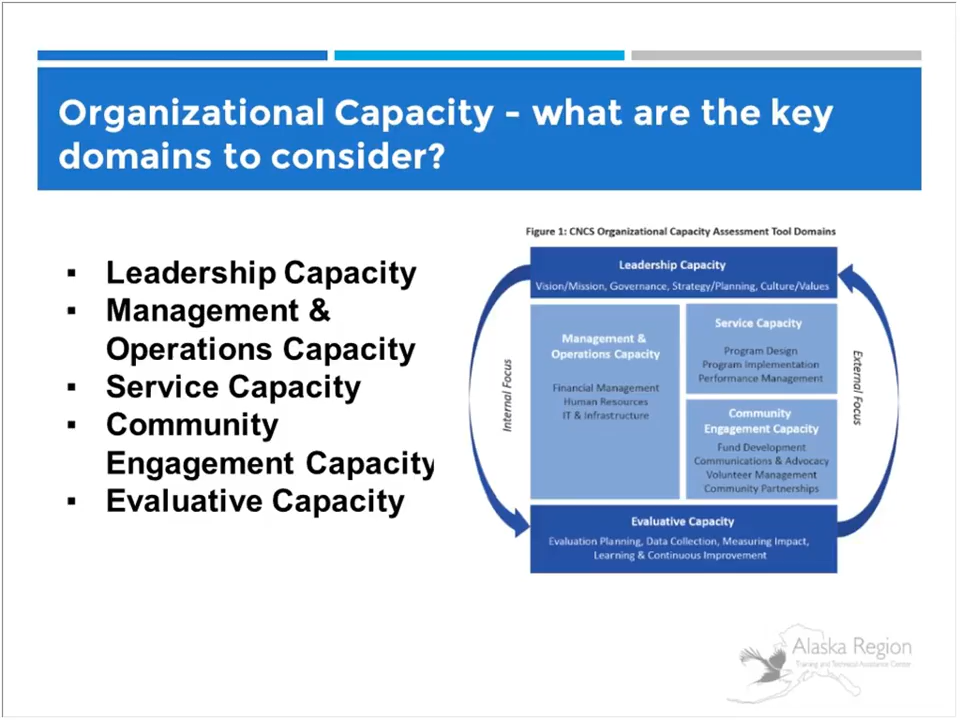 Organizational Capacity - what are the key
domains to consider?
▪ Leadership Capacity
▪ Management &
Operations Capacity
▪ Service Capacity
▪ Community
Engagement Capacity
▪ Evaluative Capacity
Figure 1: CNCS Organizational Capacity Assessment Tool Domains
Leadership Capacity
Vision/Mission, Governance, Strategy/Planning, Culture/Values
Internal Focus
Management &
Operations Capacity
Financial Management
Human Resources
IT & Infrastructure
Service Capacity
Program Design
Program Implementation
Performance Management
Community
Engagement Capacity
Fund Development
Communications & Advocacy
Volunteer Management
Community Partnerships
External Focus
Evaluative Capacity
Evaluation Planning, Data Collection, Measuring Impact,
Learning & Continuous Improvement
Alaska Region
Training and Technical Assistance Center